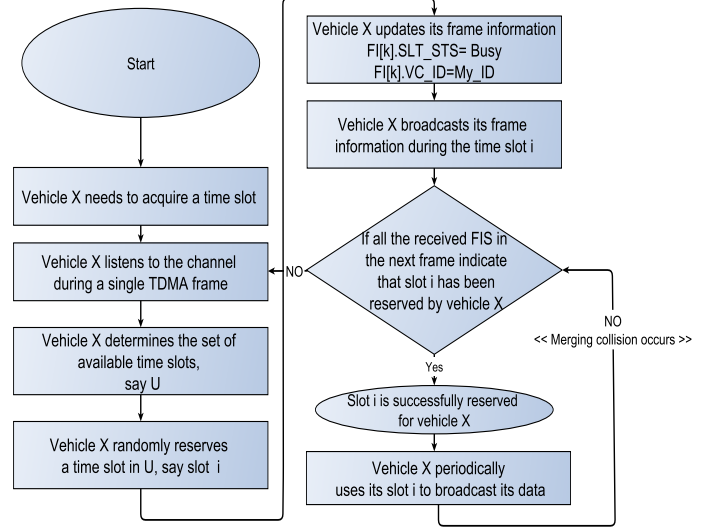 Start
Vehicle X needs to acquire a time slot
Vehicle X listens to the channel
during a single TDMA frame
Vehicle X determines the set of
available time slots,
say U
Vehicle X randomly reserves
a time slot in U, say slot i
Vehicle X updates its frame information
FI[k].SLT_STS= Busy
FI[k].VC_ID=My_ID
Vehicle X broadcasts its frame
information during the time slot i
If all the received FIS in
the next frame indicate
that slot i has been
reserved by vehicle X
NO
Yes
Slot i is successfully reserved
for vehicle X
Vehicle X periodically
uses its slot i to broadcast its data
NO
<< Merging collision occurs >>